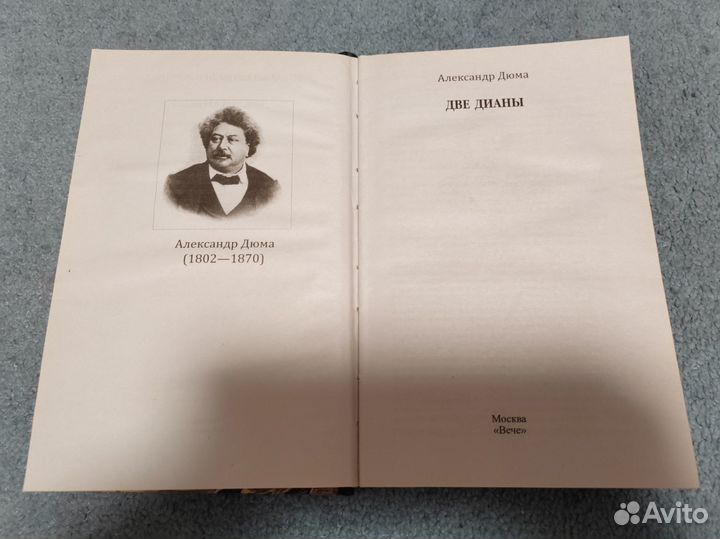 Александр Дюма
(1802—1870)
Александр Дюма
ДВЕ ДИАНЫ
Москва
«Вече»
Avito